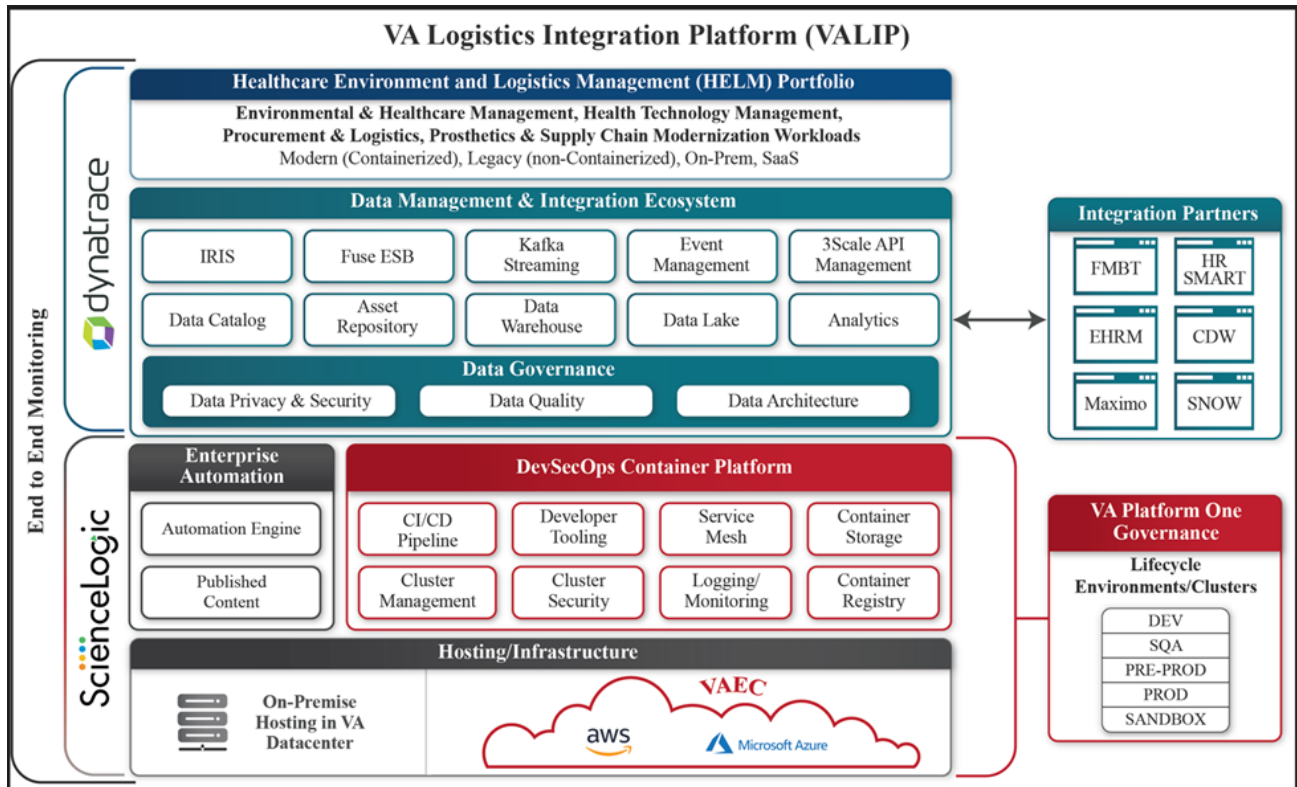 VA Logistics Integration Platform (VALIP)
End to End Monitoring
dynatrace
ScienceLogic
Healthcare Environment and Logistics Management (HELM) Portfolio
Environmental & Healthcare Management, Health Technology Management,
Procurement & Logistics, Prosthetics & Supply Chain Modernization Workloads
Modern (Containerized), Legacy (non-Containerized), On-Prem, SaaS
Data Management & Integration Ecosystem
IRIS
Fuse ESB
Kafka
Streaming
Event
Management
3Scale API
Management
Data Catalog
Asset
Repository
Data
Warehouse
Data Lake
Analytics
Data Governance
Data Privacy & Security
Data Quality
Data Architecture
Integration Partners
FMBT
HR
SMART
EHRM
CDW
Maximo
SNOW
Enterprise
Automation
Automation Engine
Published
Content
DevSecOps Container Platform
CI/CD
Pipeline
Developer
Tooling
Service
Mesh
Container
Storage
Cluster
Management
Cluster
Security
Logging/
Monitoring
Container
Registry
VA Platform One
Governance
Lifecycle
Environments/Clusters
DEV
SQA
PRE-PROD
PROD
SANDBOX
Hosting/Infrastructure
On-Premise
Hosting in VA
Datacenter
VAEC
aws
Microsoft Azure